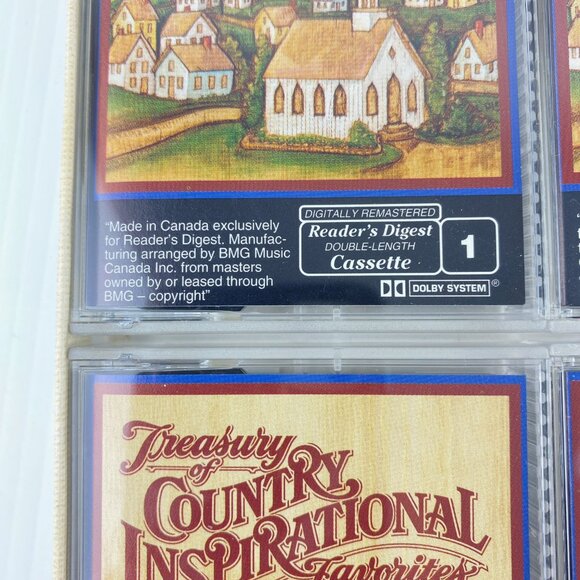 "Made in Canada exclusively
for Reader's Digest. Manufac-
turing arranged by BMG Music
Canada Inc. from masters
owned by or leased through
BMG – copyright"
DIGITALLY REMASTERED
Reader's Digest
DOUBLE-LENGTH
Cassette
1
DOLBY SYSTEM®
Treasury
of
COUNTRY
INSPIRATIONAL
Favorites